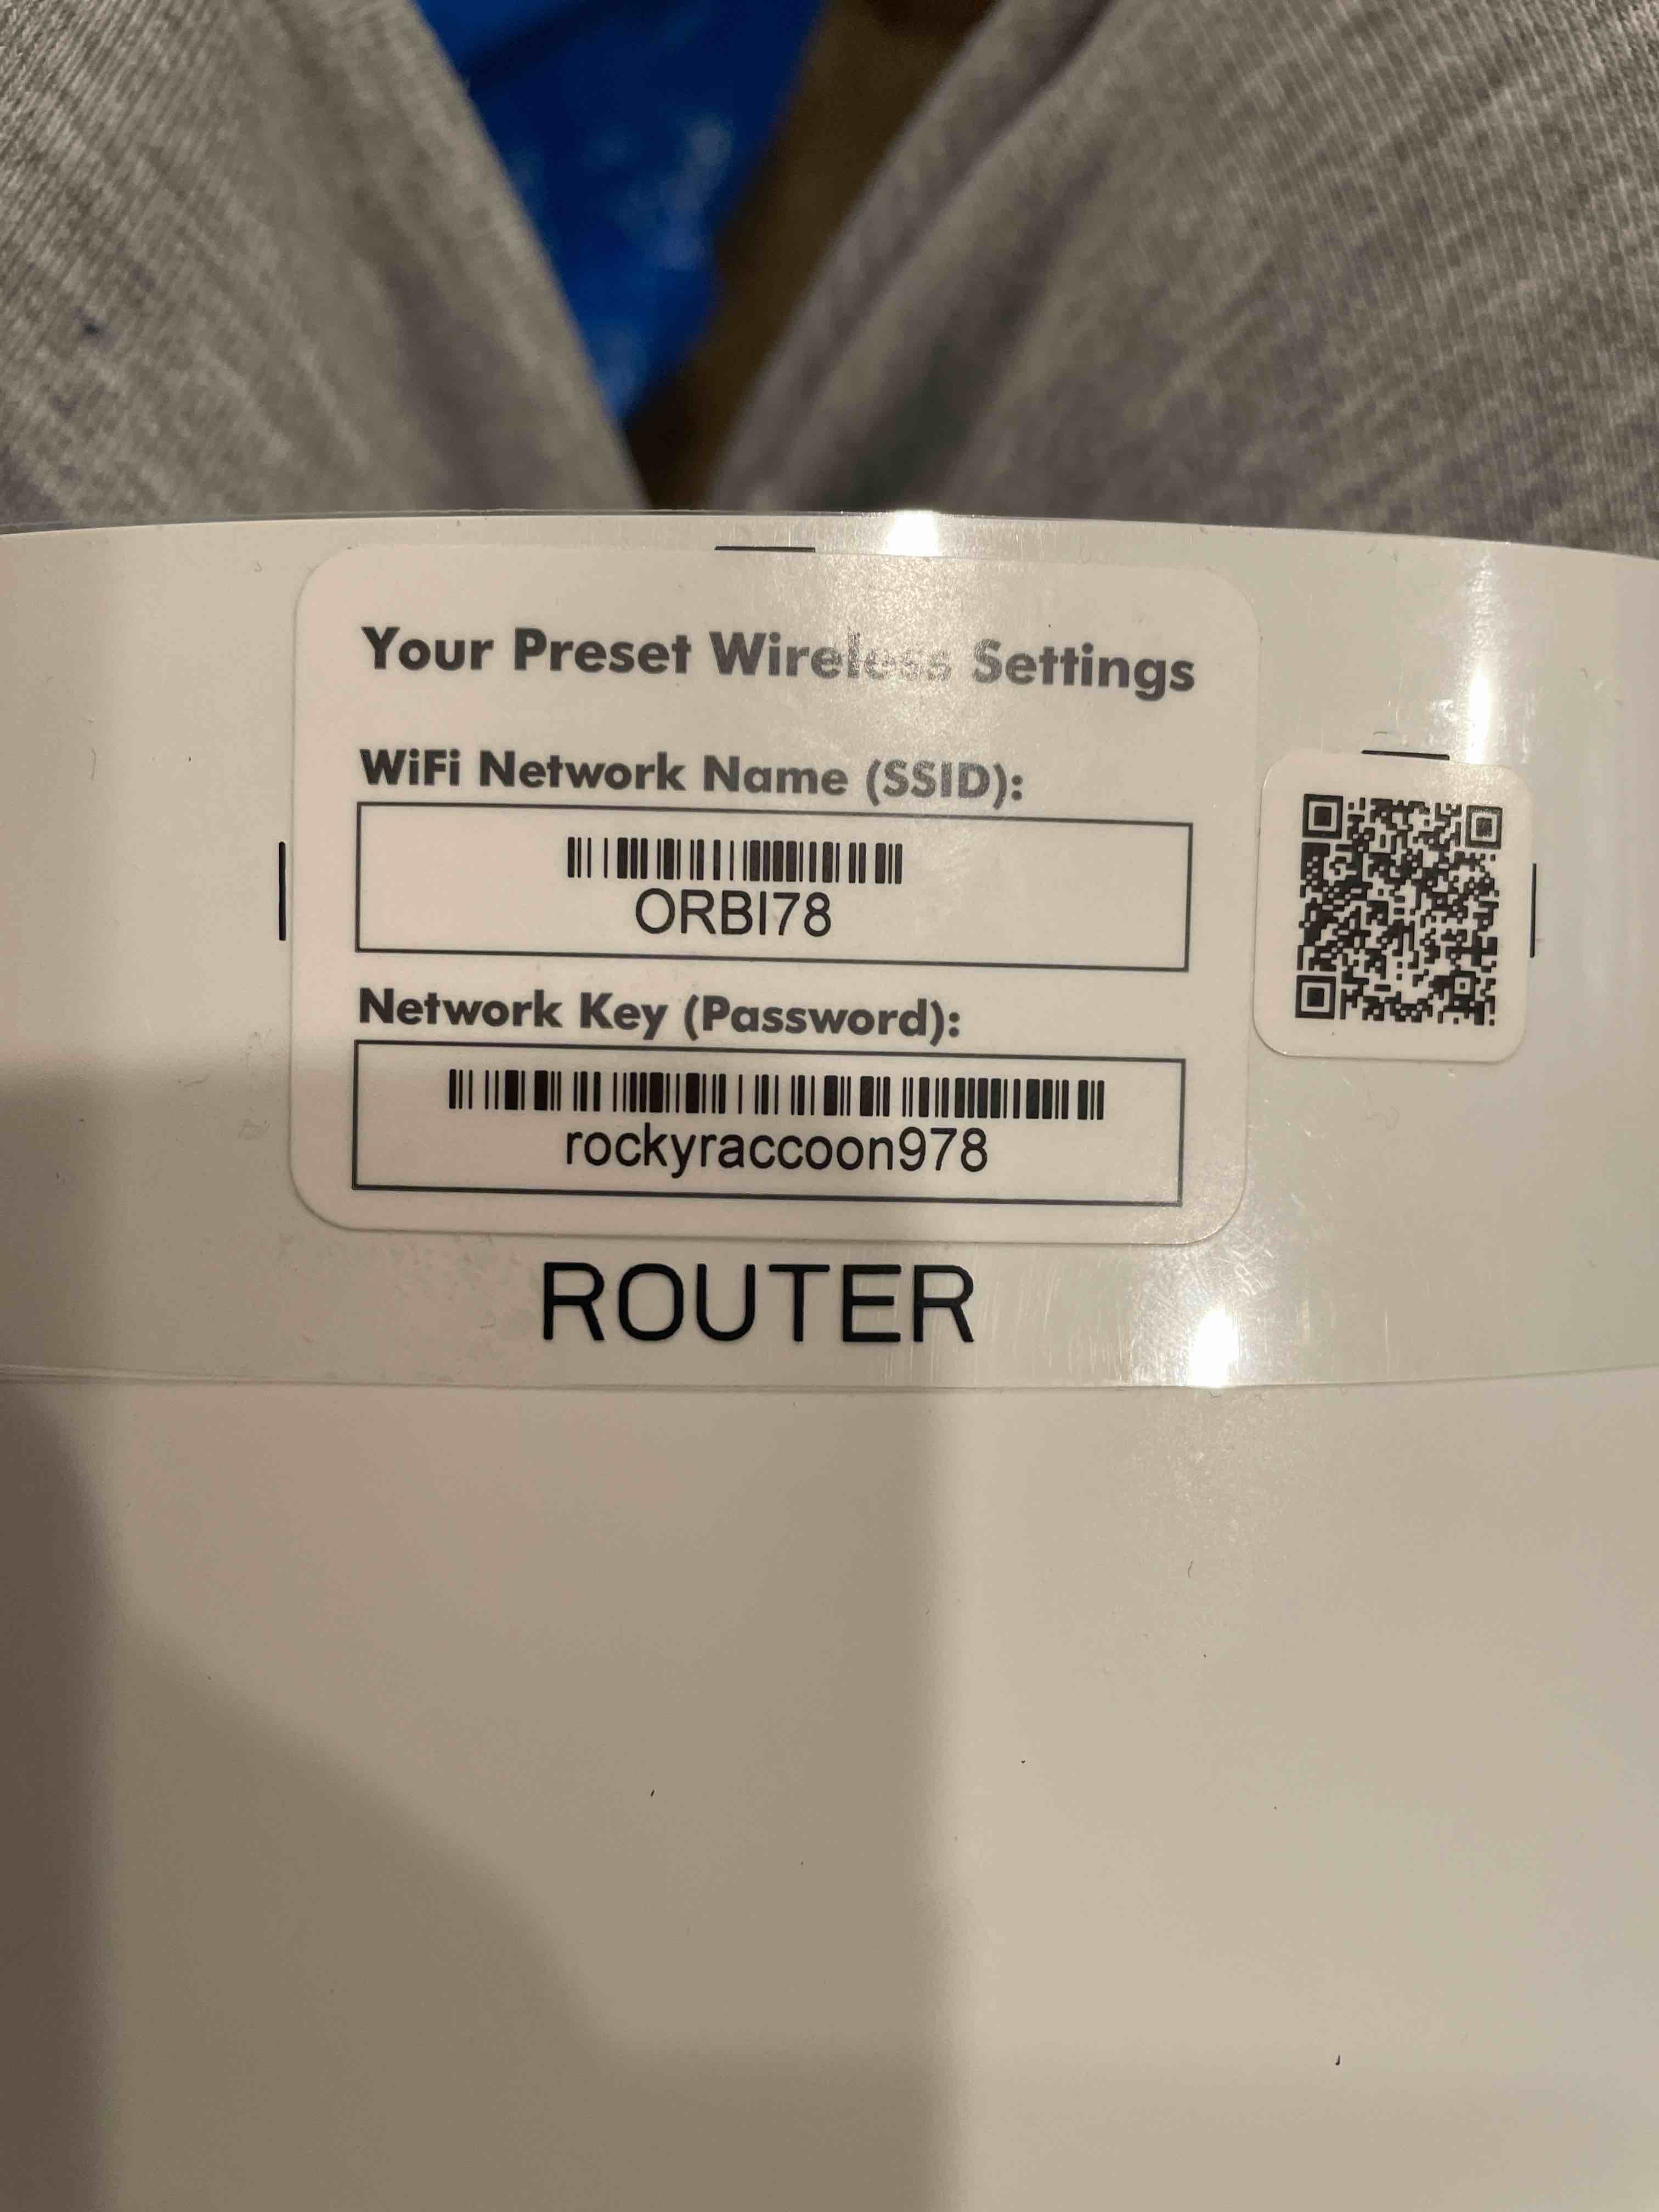 Your Preset Wireless Settings
WiFi Network Name (SSID):
ORBI78
Network Key (Password):
rockyraccoon978
ROUTER